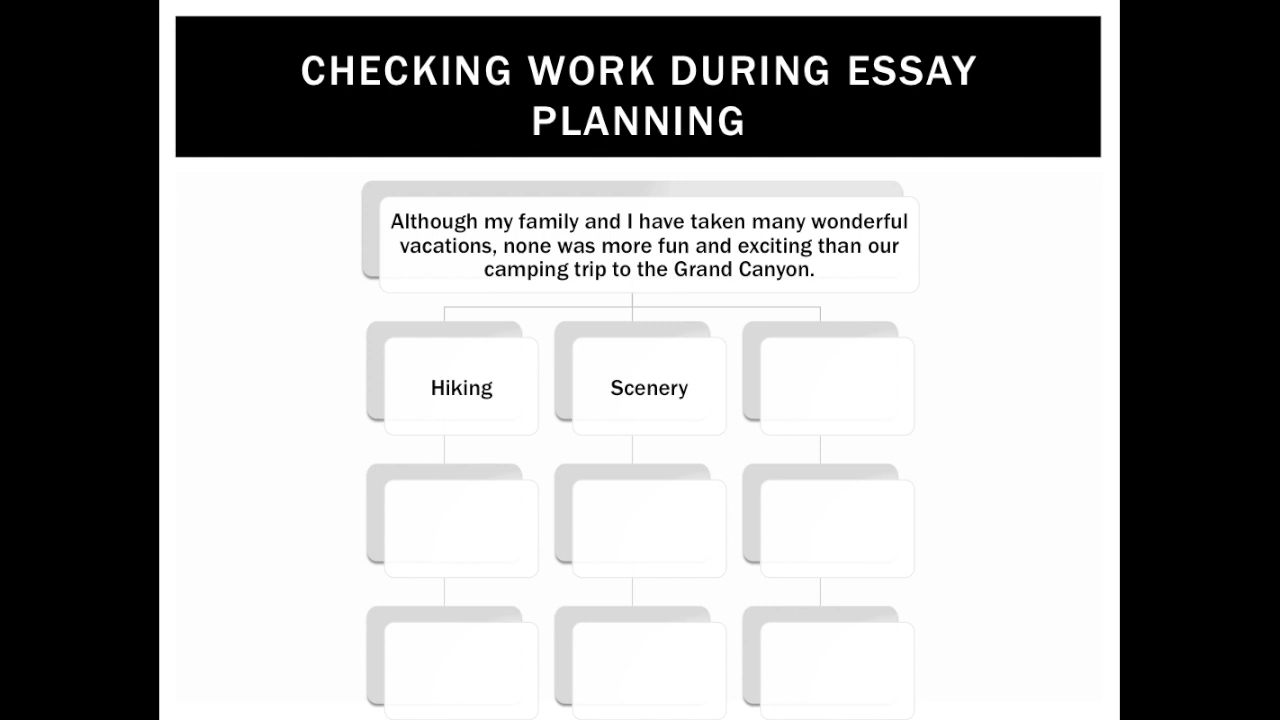 CHECKING WORK DURING ESSAY
PLANNING
Although my family and I have taken many wonderful
vacations, none was more fun and exciting than our
camping trip to the Grand Canyon.
Hiking
Scenery